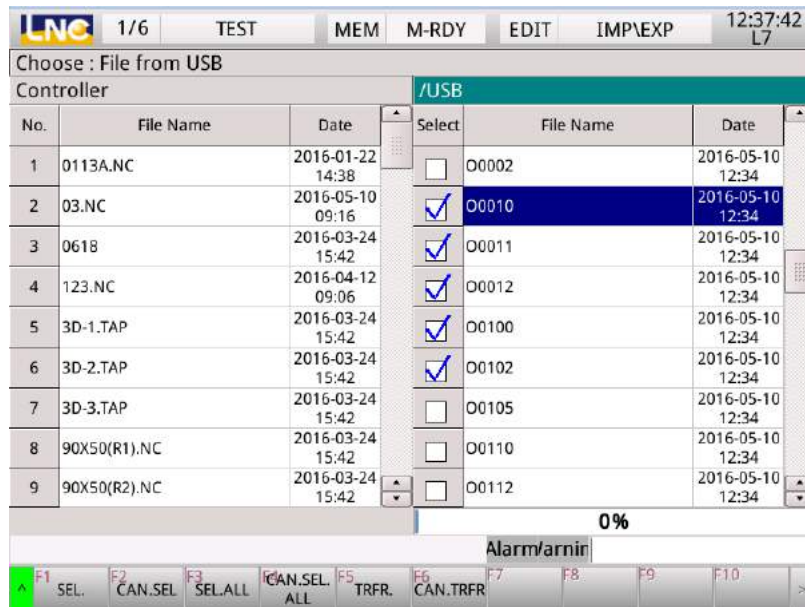 LNC 1/6 TEST MEM M-RDY EDIT IMP\EXP 12:37:42
L7
Choose : File from USB
Controller /USB
No. File Name Date Select File Name Date
1 0113A.NC 2016-01-22 14:38 O0002 2016-05-10 12:34
2 03.NC 2016-05-10 09:16 O0010 2016-05-10 12:34
3 0618 2016-03-24 15:42 O0011 2016-05-10 12:34
4 123.NC 2016-04-12 09:06 O0012 2016-05-10 12:34
5 3D-1.TAP 2016-03-24 15:42 O0100 2016-05-10 12:34
6 3D-2.TAP 2016-03-24 15:42 O0102 2016-05-10 12:34
7 3D-3.TAP 2016-03-24 15:42 O0105 2016-05-10 12:34
8 90X50(R1).NC 2016-03-24 15:42 O0110 2016-05-10 12:34
9 90X50(R2).NC 2016-03-24 15:42 O0112 2016-05-10 12:34
0%
Alarm/arnin
F1 SEL. F2 CAN.SEL F3 SEL.ALL F4 CAN.SEL. ALL F5 TRFR. F6 CAN.TRFR F7 F8 F9 F10